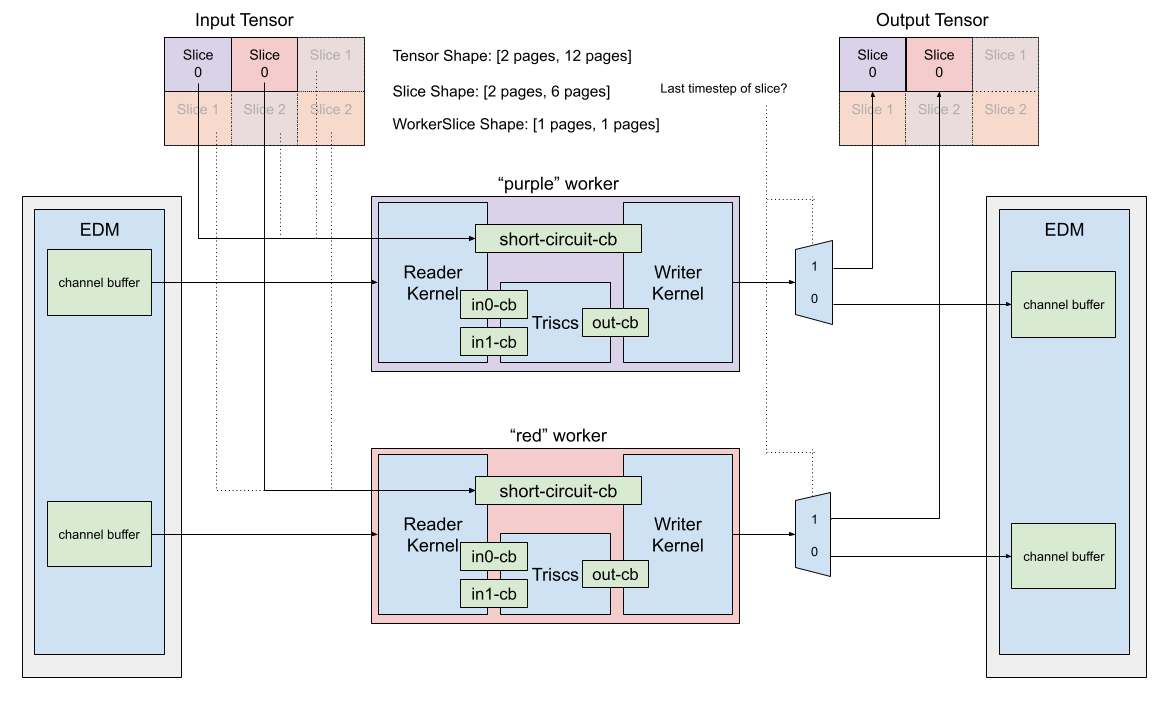 Input Tensor
Output Tensor
Slice
0
Slice
0
Slice 1
Slice 1
Slice 2
Slice 2
Tensor Shape: [2 pages, 12 pages]
Slice Shape: [2 pages, 6 pages]
WorkerSlice Shape: [1 pages, 1 pages]
Last timestep of slice?
Slice
0
Slice
0
Slice 1
Slice 1
Slice 2
Slice 2
“purple” worker
EDM
channel buffer
short-circuit-cb
Reader
Kernel
in0-cb
in1-cb
Triscs
out-cb
Writer
Kernel
1
0
EDM
channel buffer
“red” worker
channel buffer
short-circuit-cb
Reader
Kernel
in0-cb
in1-cb
Triscs
out-cb
Writer
Kernel
1
0
channel buffer